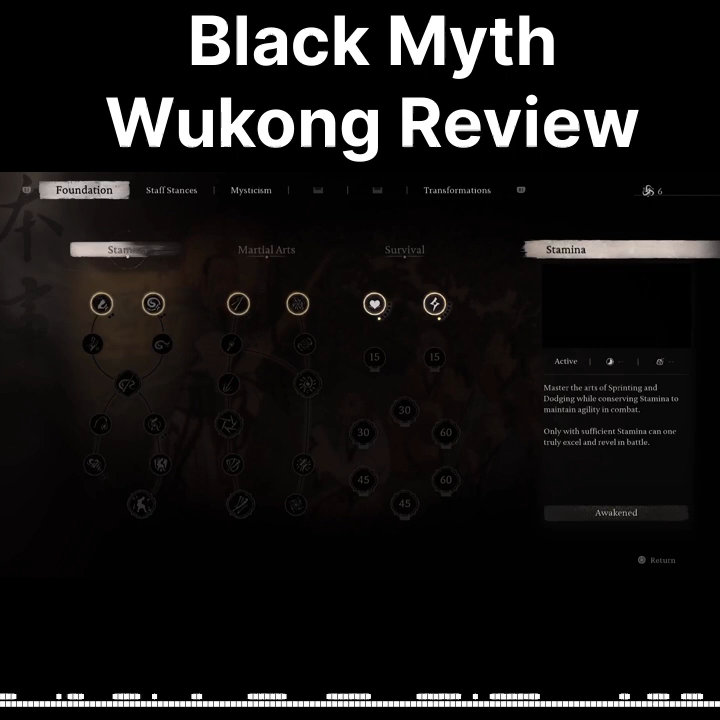 Black Myth
Wukong Review
Foundation
Staff Stances
Mysticism
Transformations
6
Martial Arts
Survival
Stamina
15
15
30
30
60
45
60
45
Active
Master the arts of Sprinting and
Dodging while conserving Stamina to
maintain agility in combat.
Only with sufficient Stamina can one
truly excel and revel in battle.
Awakened
Return